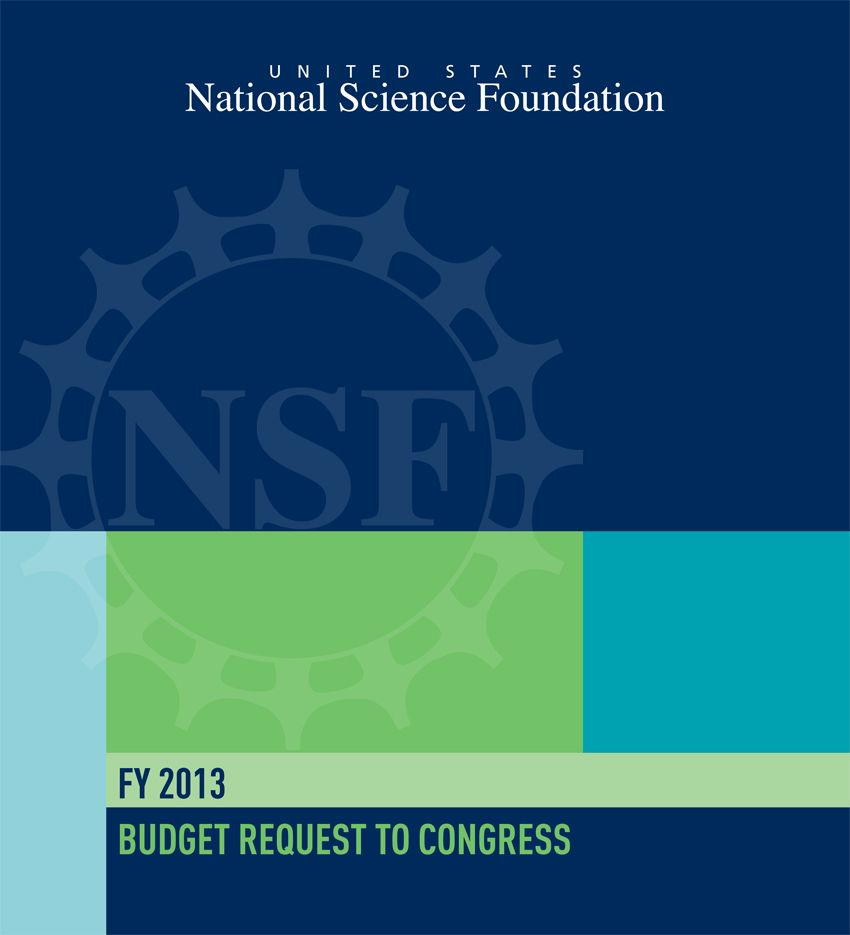 UNITED STATES
National Science Foundation
NSF
FY 2013
BUDGET REQUEST TO CONGRESS